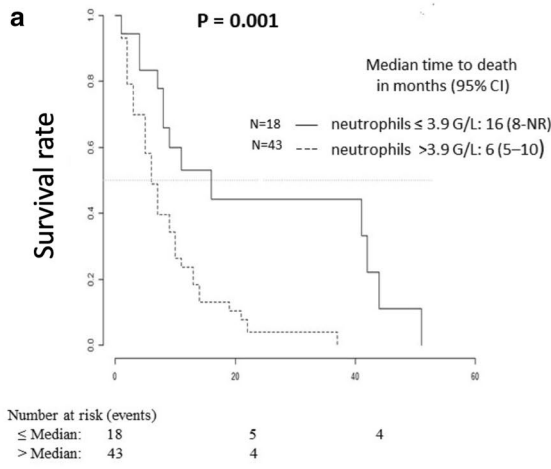 a
P = 0.001
Median time to death
in months (95% CI)
N=18 neutrophils ≤ 3.9 G/L: 16 (8-NR)
N=43 neutrophils >3.9 G/L: 6 (5–10)
Survival rate
1.0
0.8
0.6
0.4
0.2
0.0
0 20 40 60
Number at risk (events)
≤ Median: 18 5 4
> Median: 43 4